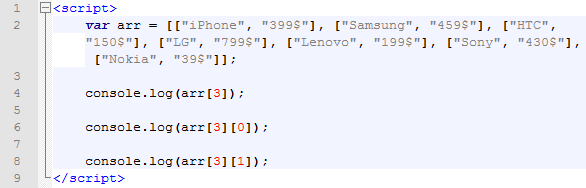 1 <script>
2 var arr = [["iPhone", "399$"], ["Samsung", "459$"], ["HTC",
"150$"], ["LG", "799$"], ["Lenovo", "199$"], ["Sony", "430$"],
["Nokia", "39$"]];
3
4 console.log(arr[3]);
5
6 console.log(arr[3][0]);
7
8 console.log(arr[3][1]);
9 </script>